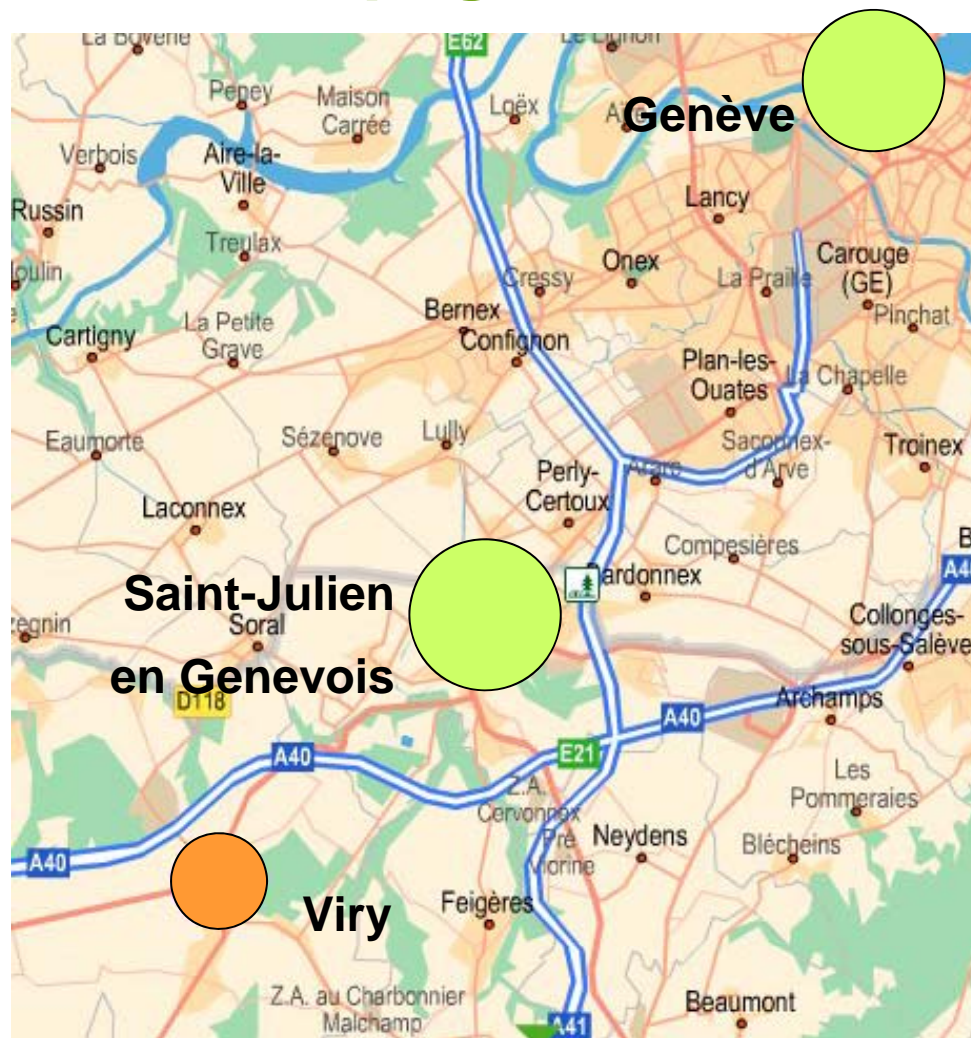 La Boverie
E62
Le Lignon
Pepey
Maison
Carrée
Loëx
Genève
Verbois
Aire-la-
Ville
Lancy
Russin
Treulax
Onex
Cressy
La Praille
Carouge
(GE)
Bernex
Pinchat
La Petite
Grave
Confignon
Cartigny
Plan-les-
Ouates
La Chapelle
Eaumorte
Sézenove
Lully
Saconnex-
d'Arve
Troinex
Perly-
Certoux
Arare
Laconnex
Compesières
Bardonnex
Saint-Julien
en Genevois
Soral
Collonges-
sous-Salève
D118
Archamps
A40
A40
E21
Z.A.
Cervonnex
Pré
Viorine
Les
Pommeraies
Neydens
Blécheins
A40
Viry
Feigères
Z.A. au Charbonnier
Malchamp
Beaumont
A41